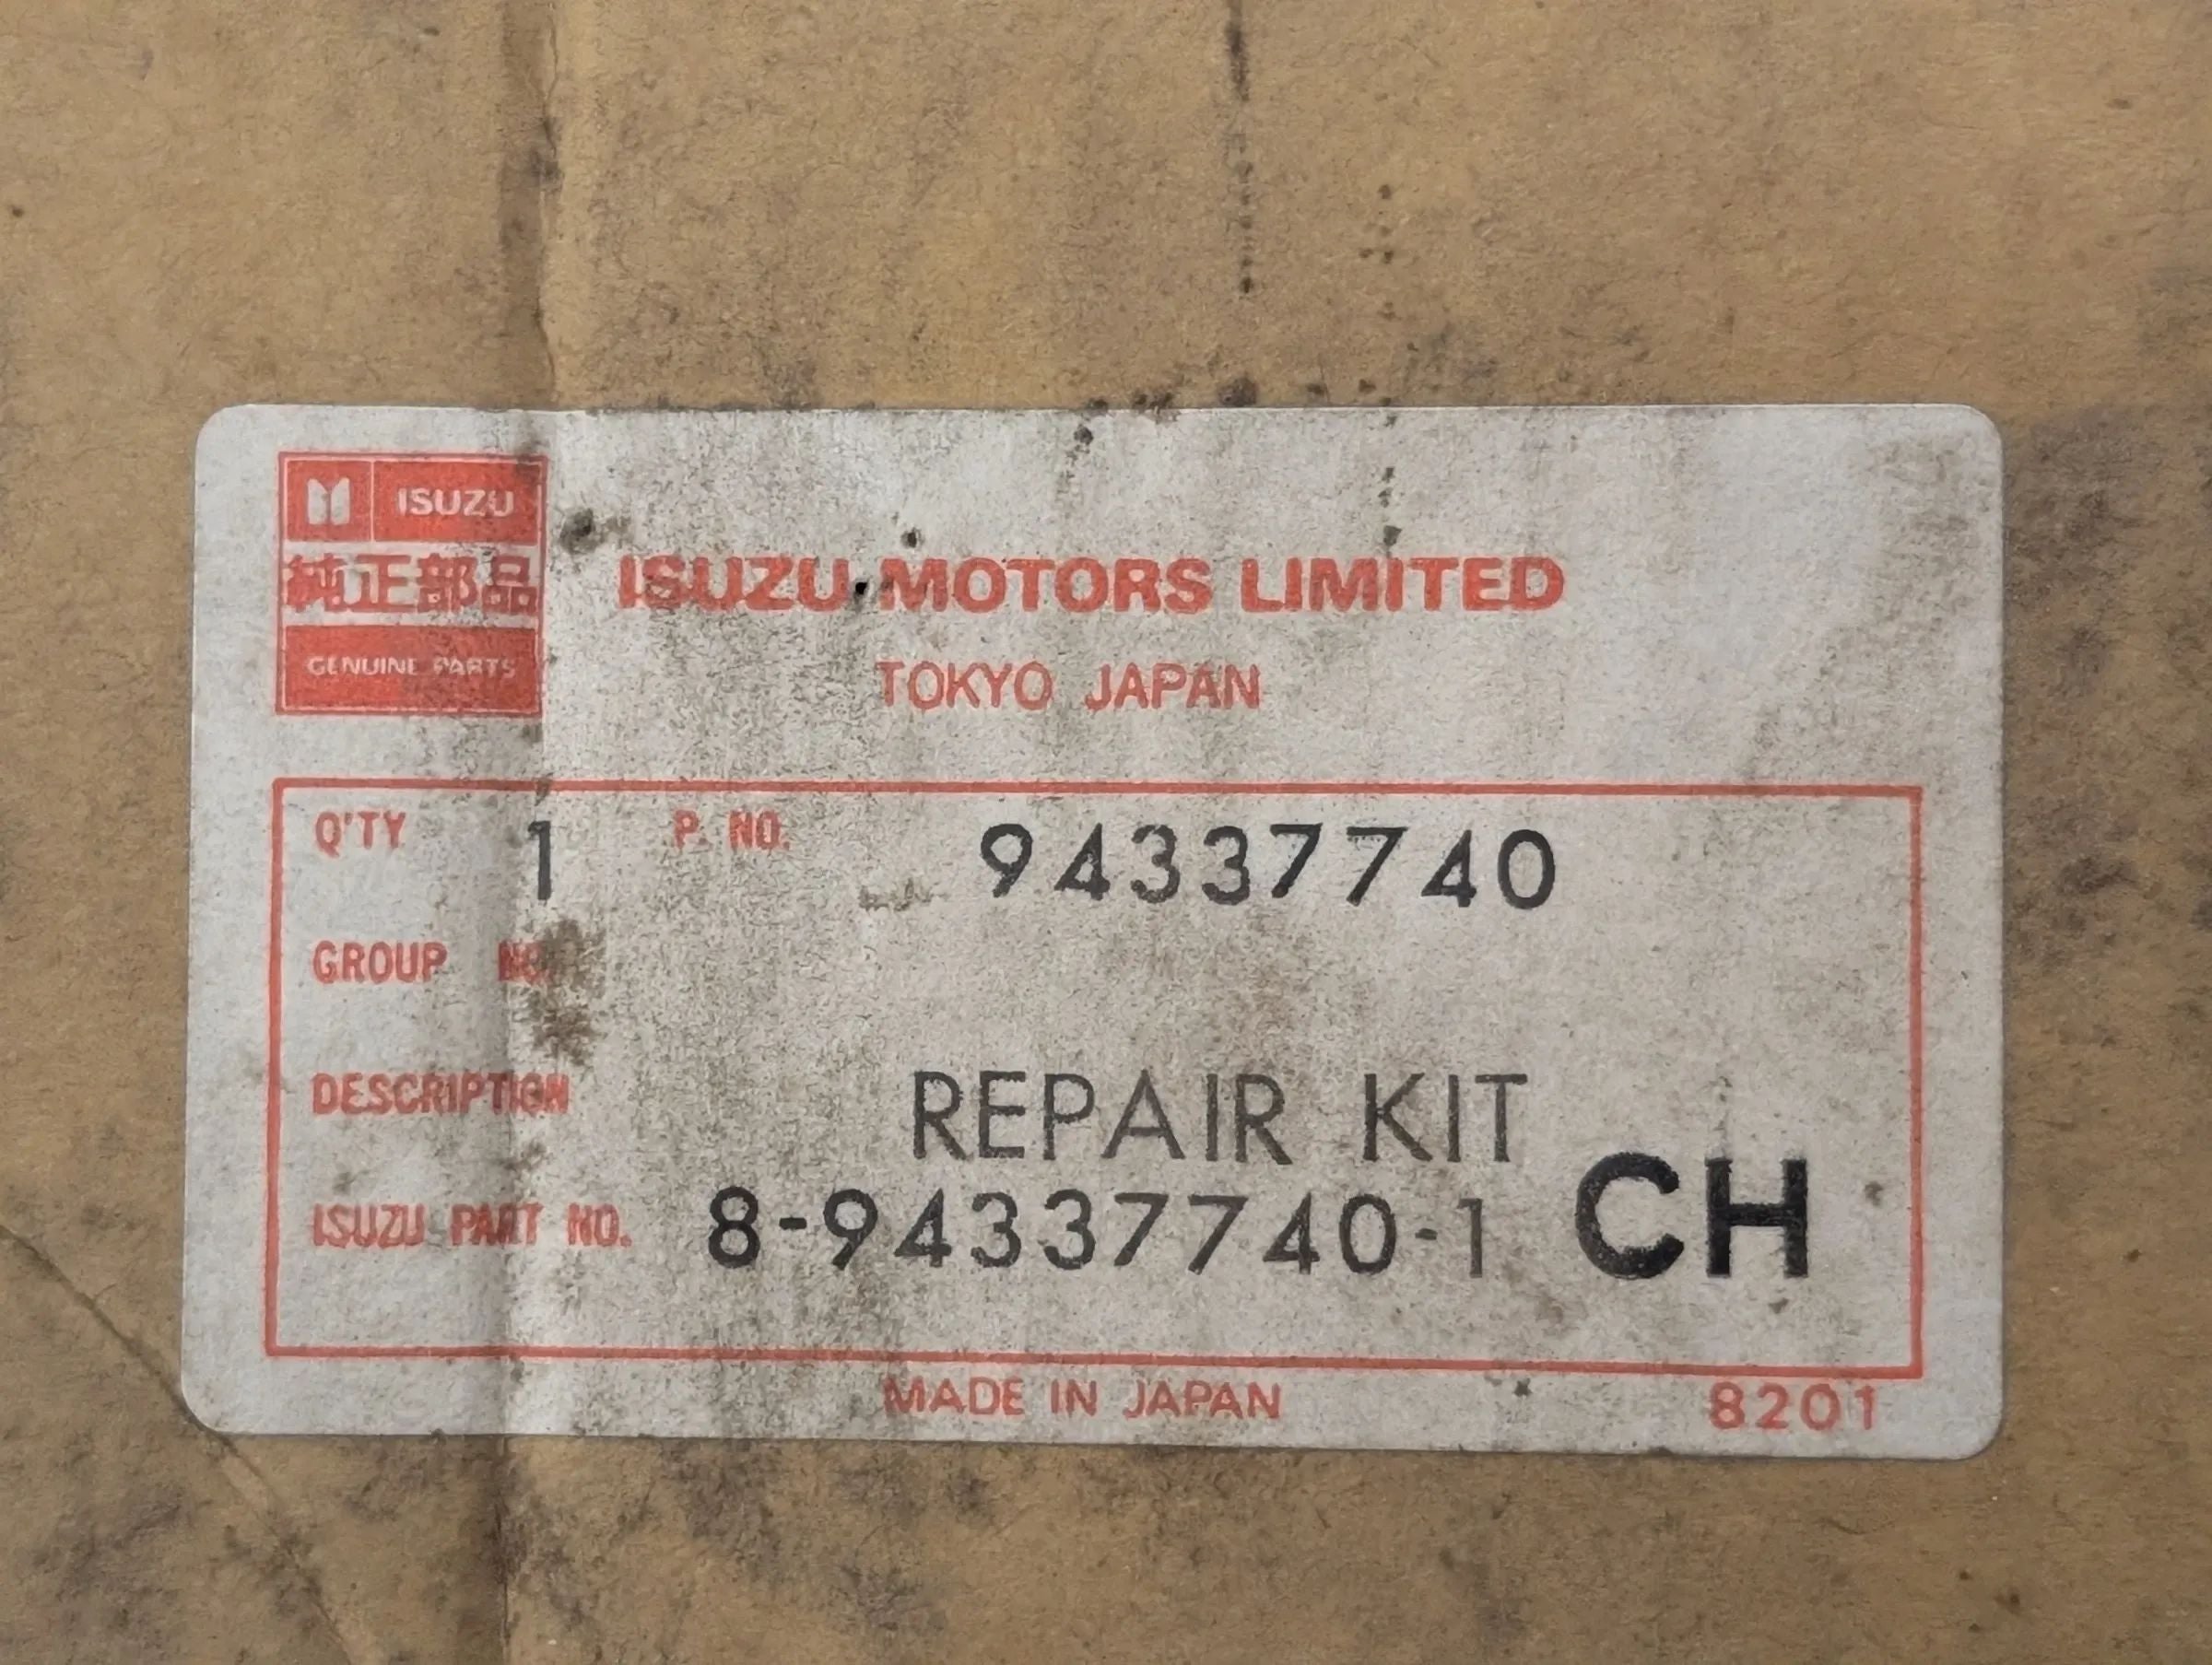 ISUZU
純正部品
GENUINE PARTS
ISUZU MOTORS LIMITED
TOKYO JAPAN
Q'TY 1 P. NO. 94337740
GROUP NO.
DESCRIPTION REPAIR KIT
ISUZU PART NO. 8-94337740-1 CH
MADE IN JAPAN 8201